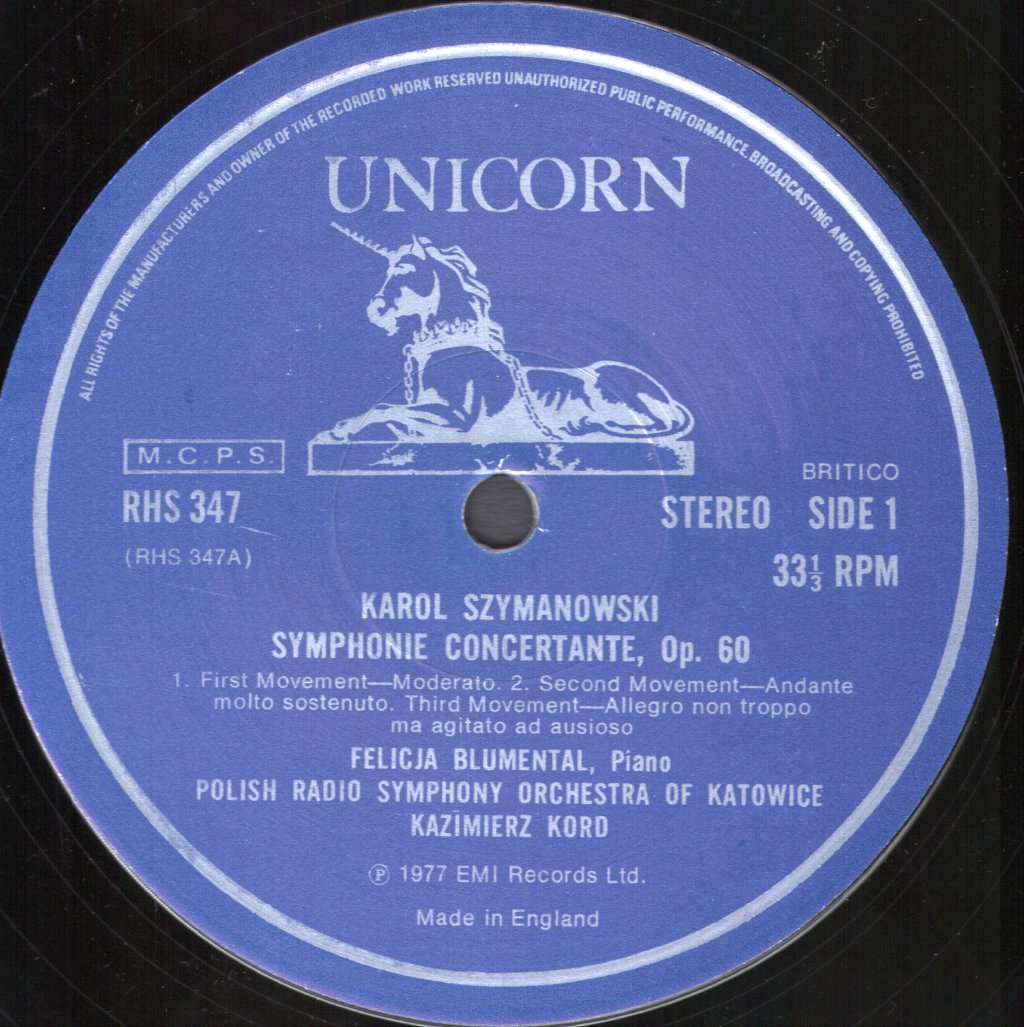 ALL RIGHTS OF THE MANUFACTURERS AND OWNER OF THE RECORDED WORK RESERVED UNAUTHORIZED PUBLIC PERFORMANCE, BROADCASTING AND COPYING PROHIBITED
UNICORN
M.C.P.S.
BRITICO
RHS 347
STEREO SIDE 1
(RHS 347A)
33⅓ RPM
KAROL SZYMANOWSKI
SYMPHONIE CONCERTANTE, Op. 60
1. First Movement—Moderato. 2. Second Movement—Andante
molto sostenuto. Third Movement—Allegro non troppo
ma agitato ad ausioso
FELICJA BLUMENTAL, Piano
POLISH RADIO SYMPHONY ORCHESTRA OF KATOWICE
KAZIMIERZ KORD
℗ 1977 EMI Records Ltd.
Made in England